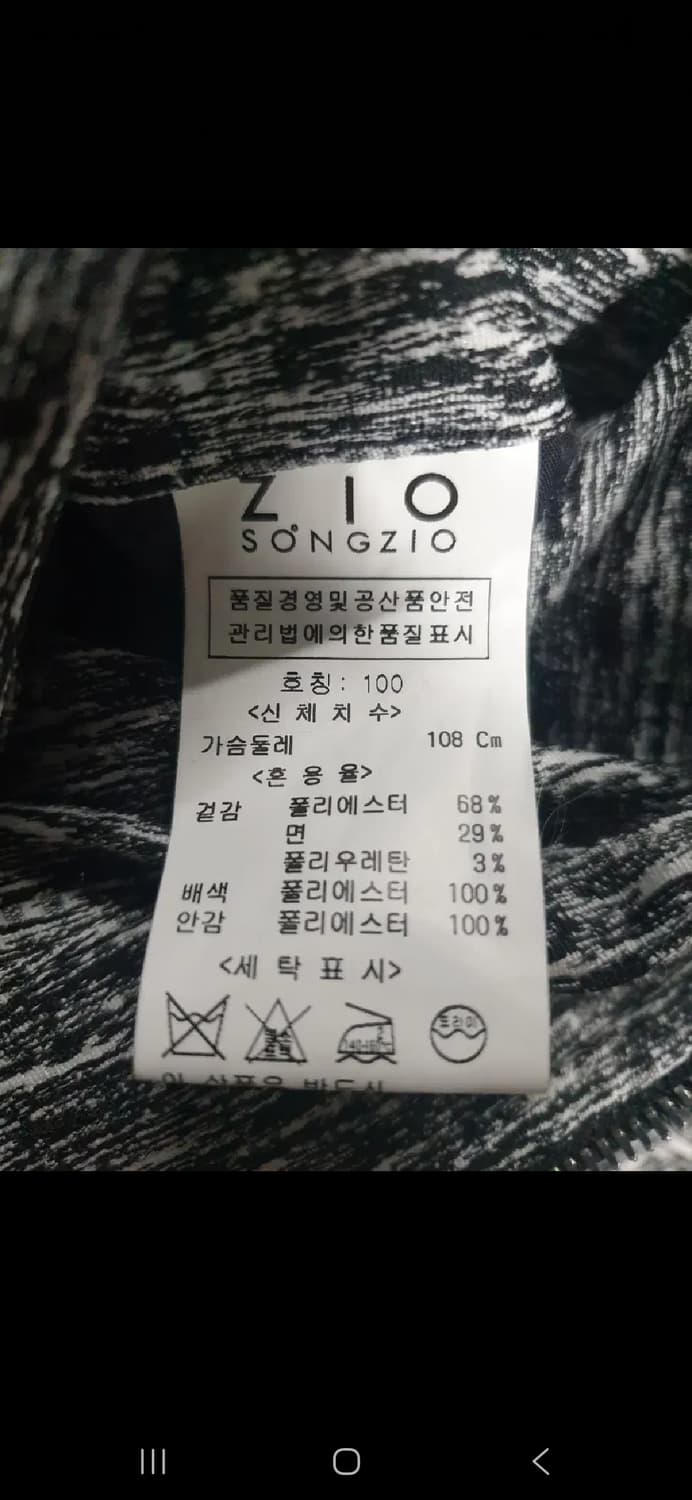 ZIO
SONGZIO
품질경영및공산품안전
관리법에의한품질표시
호칭: 100
<신 체 치 수>
가슴둘레 108 Cm
<혼 용 율>
겉감 폴리에스터 68%
면 29%
폴리우레탄 3%
배색 폴리에스터 100%
안감 폴리에스터 100%
<세 탁 표 시>
드라이